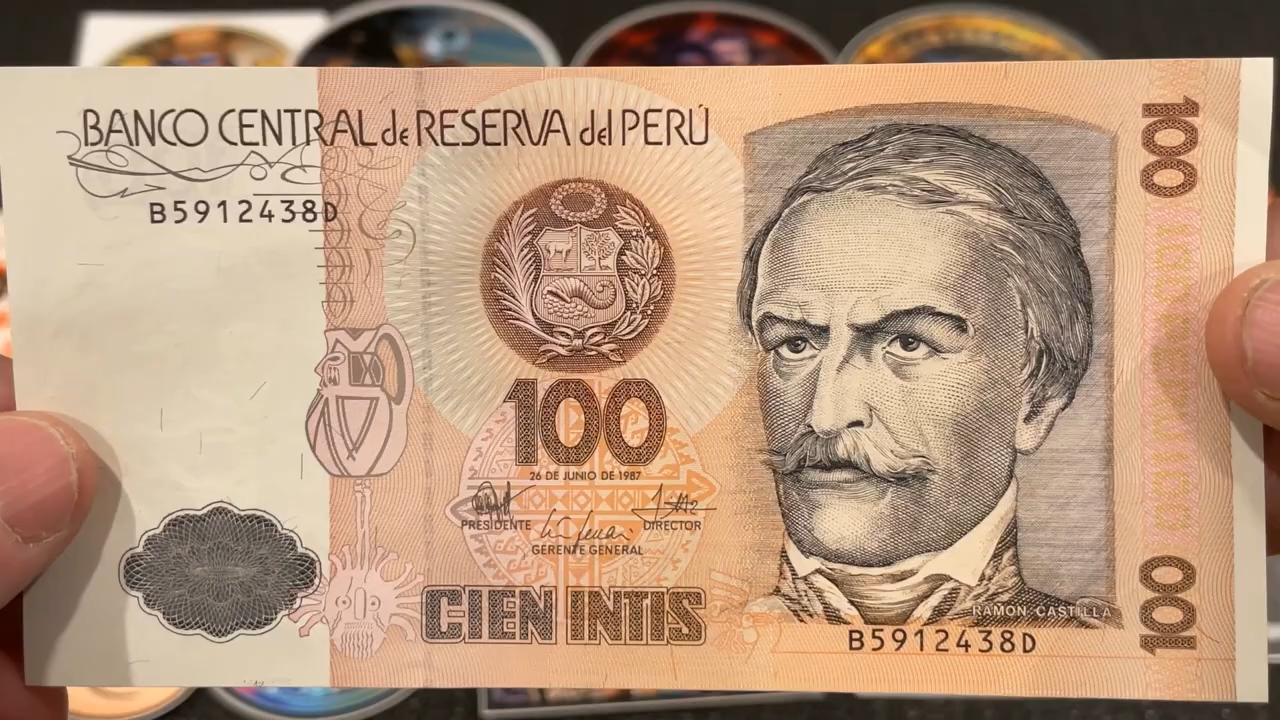 BANCO CENTRAL de RESERVA del PERÚ
B5912438D
100
100
26 DE JUNIO DE 1987
PRESIDENTE
DIRECTOR
GERENTE GENERAL
CIEN INTIS
RAMON CASTILLA
B5912438D
100